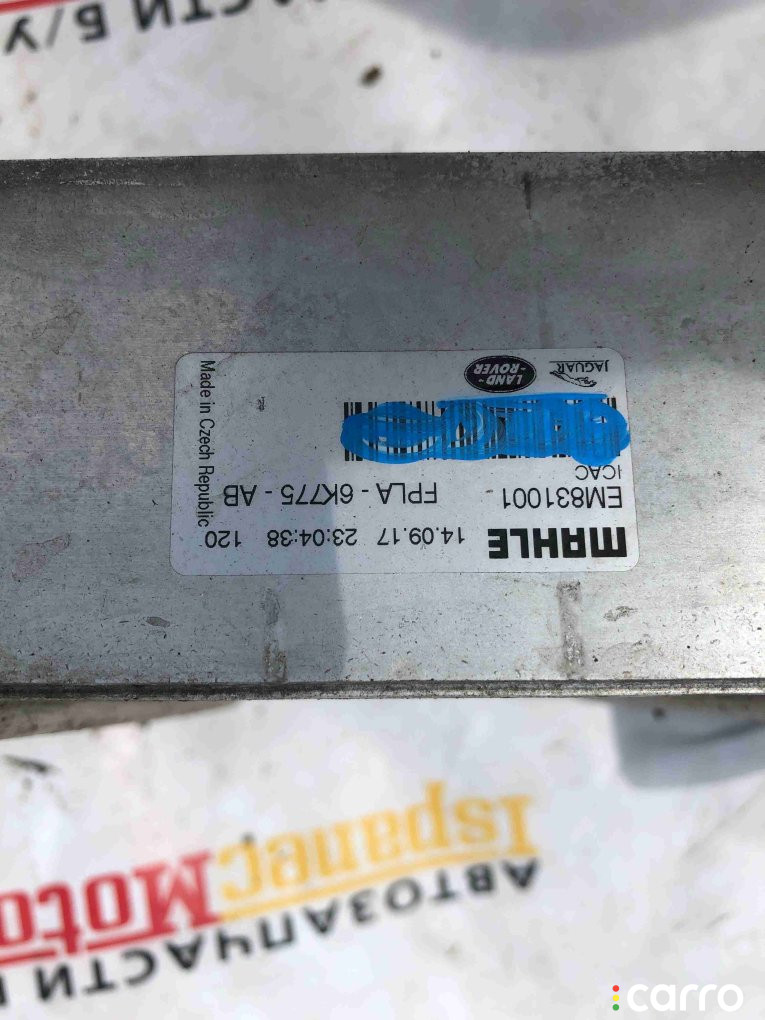 ЧАСТИ Б/У
MAHLE 14.09.17 23:04:38 120
EM831001 FPLA - 6K775 - AB
ICAC
JAGUAR
LAND-
-ROVER
Made in Czech Republic
IspanecMoto
АВТОЗАПЧАСТИ
carro